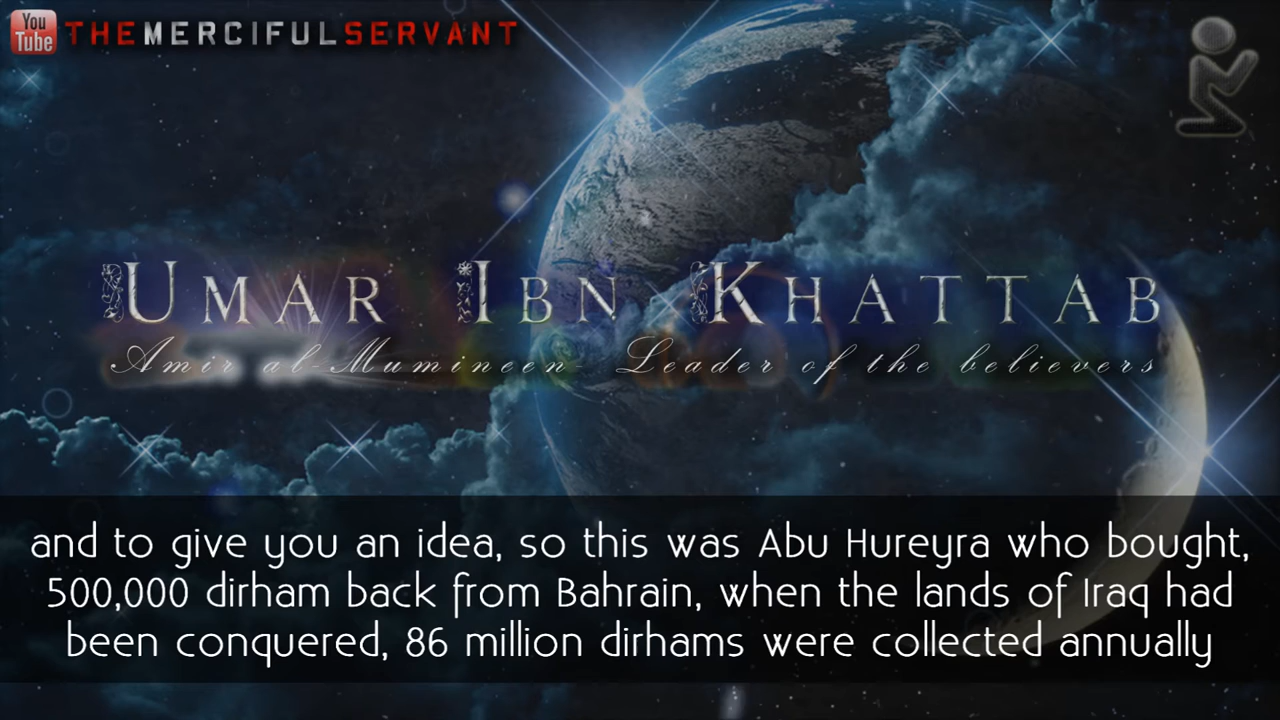 You
Tube
THEMERCIFULSERVANT
Umar Ibn Khattab
Amir al-Mumineen- Leader of the believers
and to give you an idea, so this was Abu Hureyra who bought,
500,000 dirham back from Bahrain, when the lands of Iraq had
been conquered, 86 million dirhams were collected annually